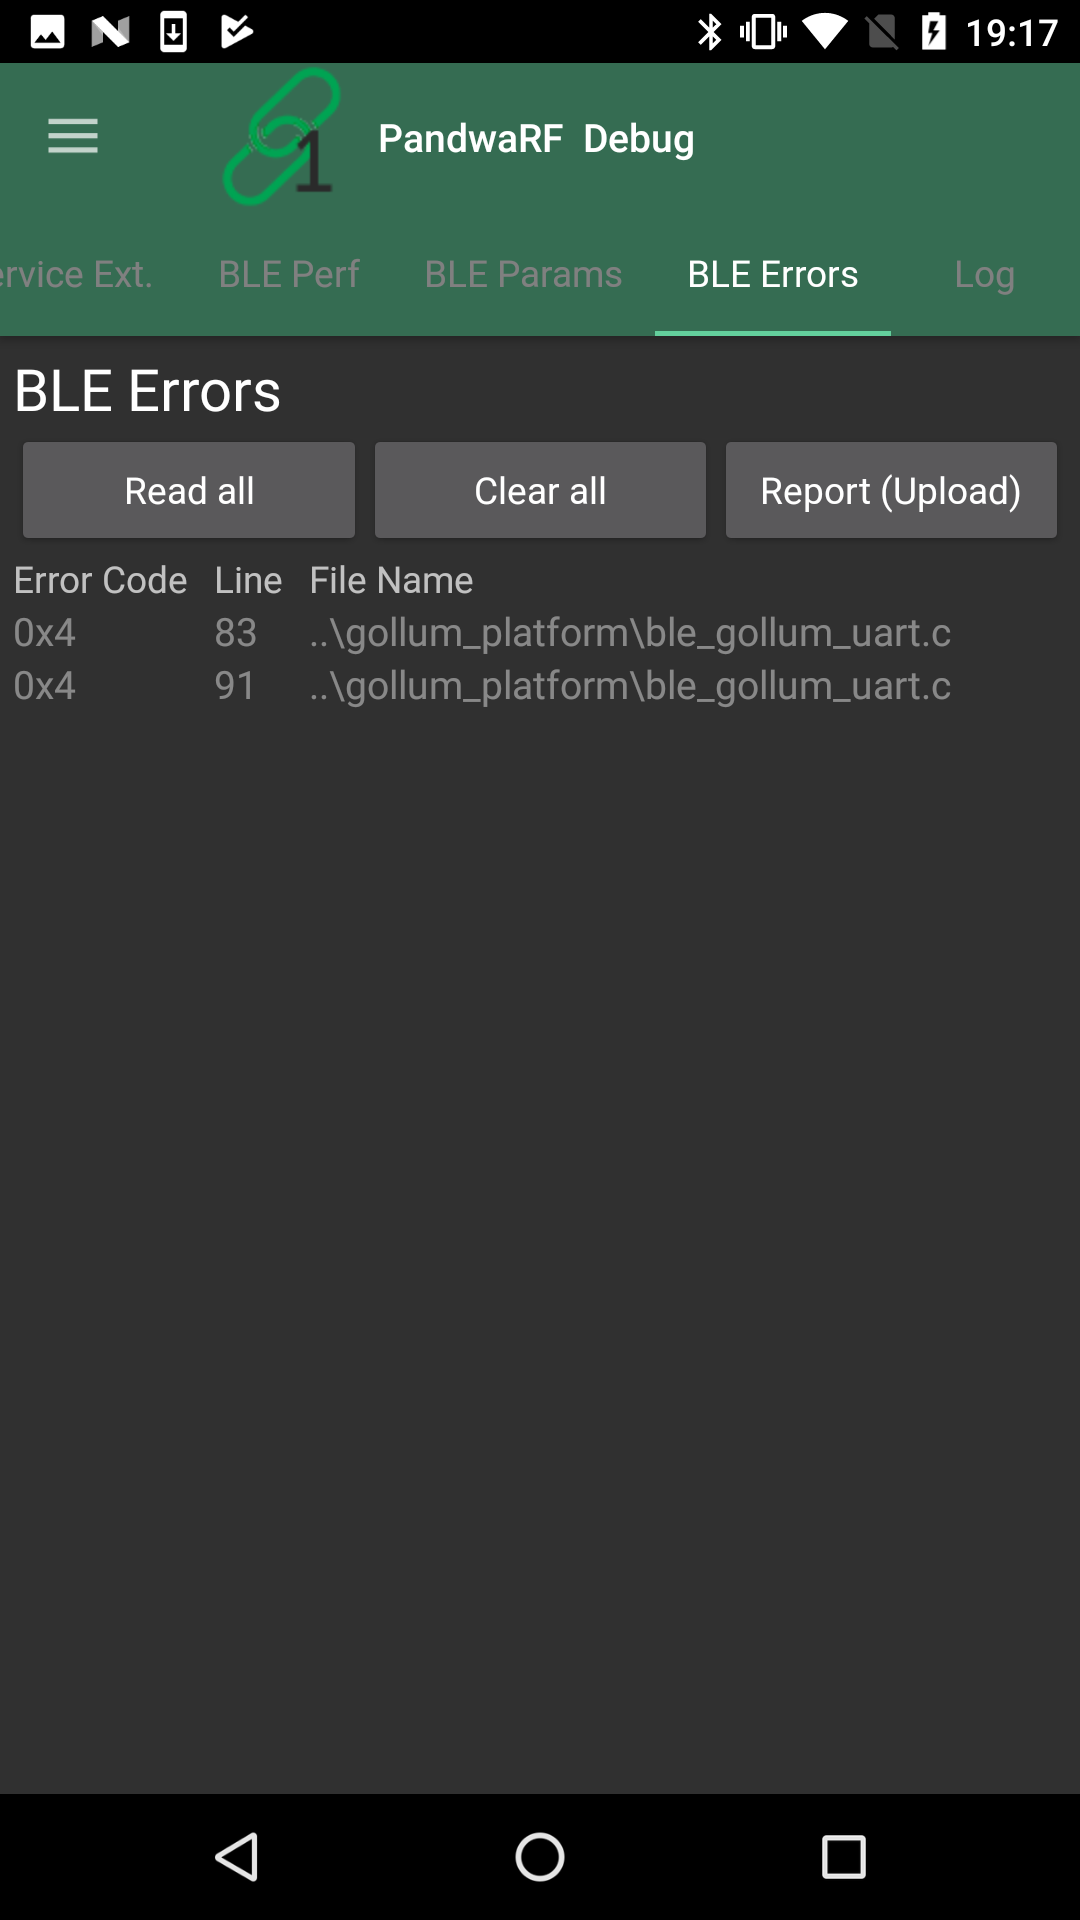 19:17
1 PandwaRF Debug
ervice Ext. BLE Perf BLE Params BLE Errors Log
BLE Errors
Read all Clear all Report (Upload)
Error Code Line File Name
0x4 83 ..\gollum_platform\ble_gollum_uart.c
0x4 91 ..\gollum_platform\ble_gollum_uart.c